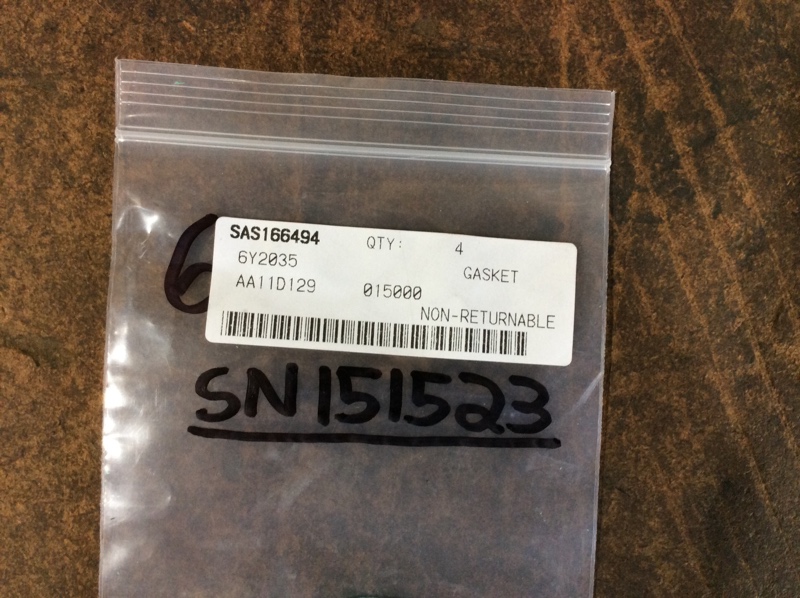 SAS166494 QTY: 4
6Y2035 GASKET
AA11D129 015000
NON-RETURNABLE
6
SN151523